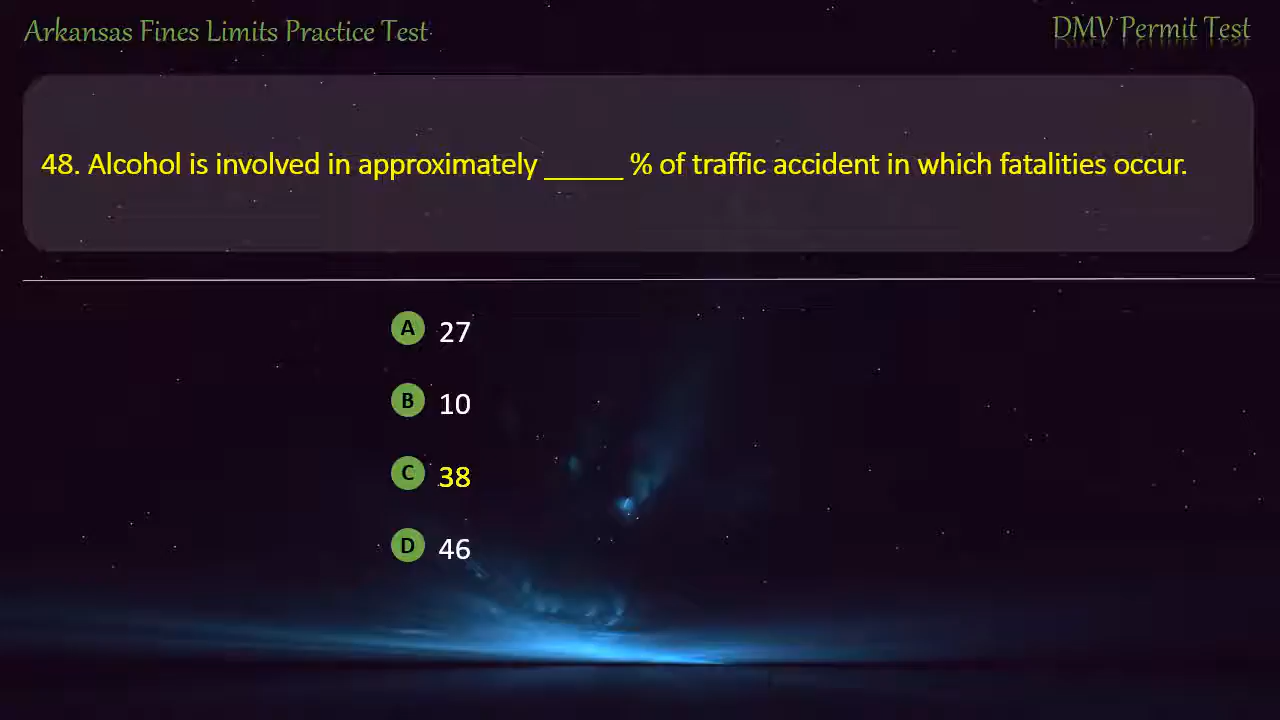 Arkansas Fines Limits Practice Test
DMV Permit Test
48. Alcohol is involved in approximately _____ % of traffic accident in which fatalities occur.
A 27
B 10
C 38
D 46